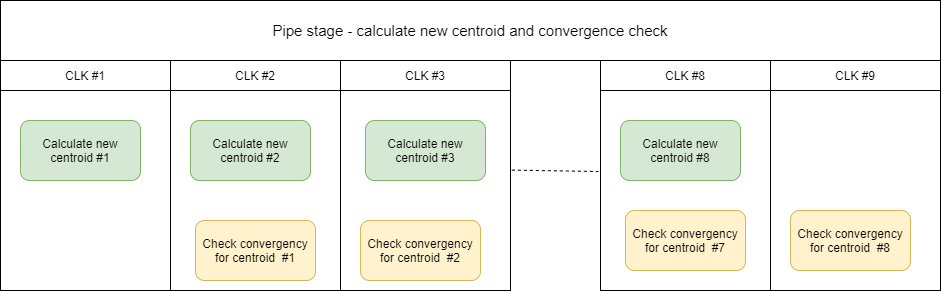 Pipe stage - calculate new centroid and convergence check
CLK #1
CLK #2
CLK #3
CLK #8
CLK #9
Calculate new
centroid #1
Calculate new
centroid #2
Calculate new
centroid #3
Calculate new
centroid #8
Check convergency
for centroid #1
Check convergency
for centroid #2
Check convergency
for centroid #7
Check convergency
for centroid #8